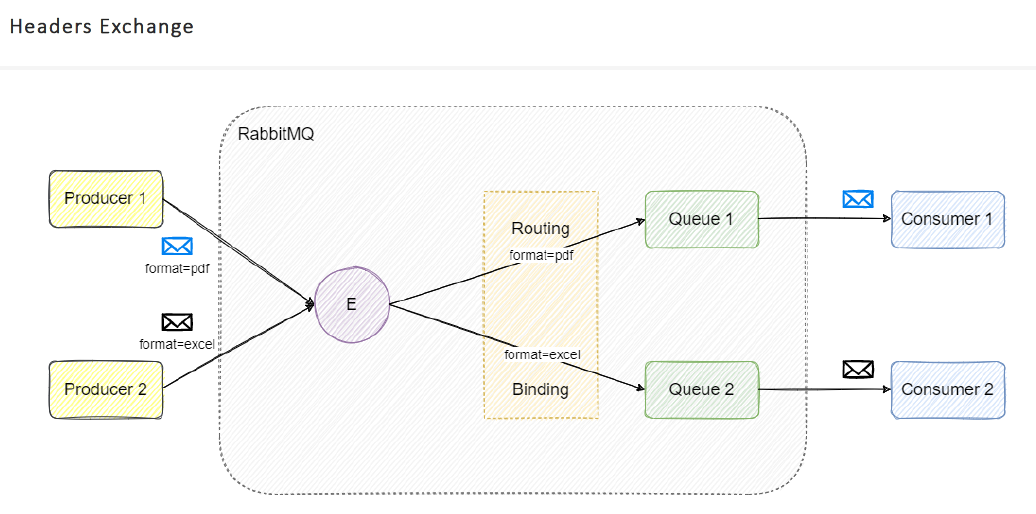 Headers Exchange
RabbitMQ
Producer 1
format=pdf
format=excel
Producer 2
E
Routing
format=pdf
format=excel
Binding
Queue 1
Queue 2
Consumer 1
Consumer 2